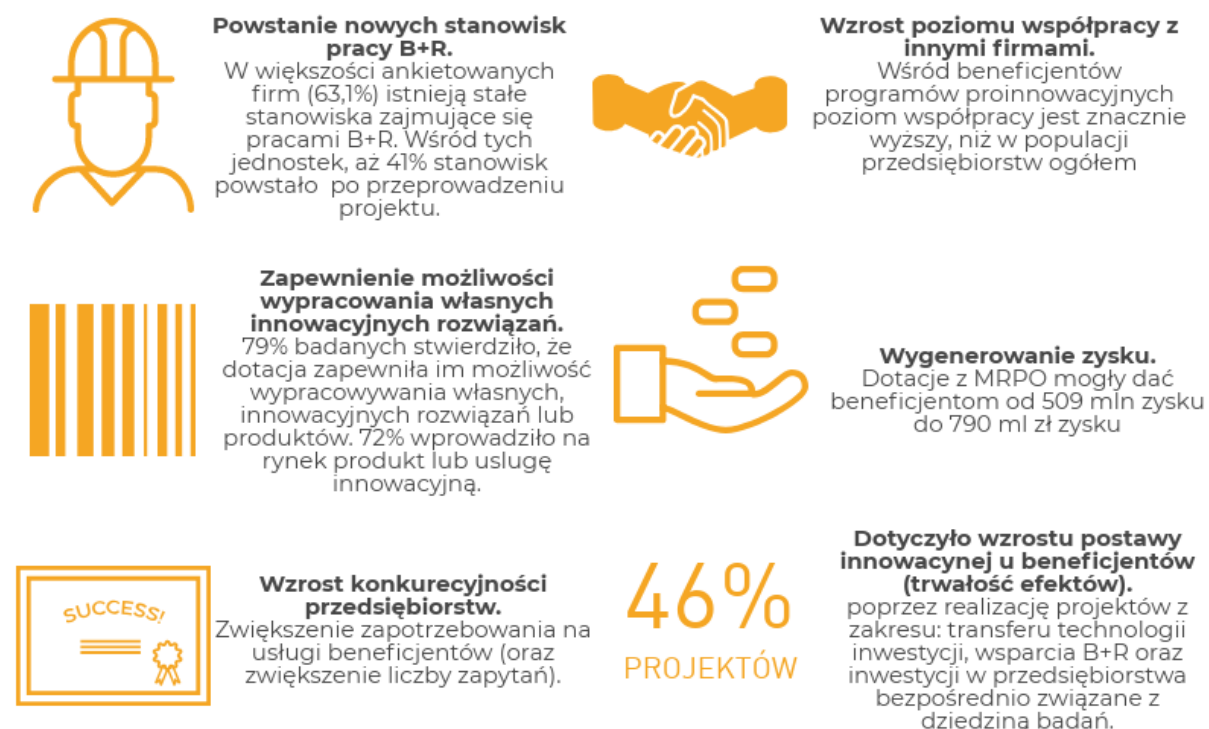 Powstanie nowych stanowisk
pracy B+R.
W większości ankietowanych
firm (63,1%) istnieją stałe
stanowiska zajmujące się
pracami B+R. Wśród tych
jednostek, aż 41% stanowisk
powstało po przeprowadzeniu
projektu.
Wzrost poziomu współpracy z
innymi firmami.
Wśród beneficjentów
programów proinnowacyjnych
poziom współpracy jest znacznie
wyższy, niż w populacji
przedsiębiorstw ogółem
Zapewnienie możliwości
wypracowania własnych
innowacyjnych rozwiązań.
79% badanych stwierdziło, że
dotacja zapewniła im możliwość
wypracowywania własnych,
innowacyjnych rozwiązań lub
produktów. 72% wprowadziło na
rynek produkt lub uslugę
innowacyjną.
Wygenerowanie zysku.
Dotacje z MRPO mogły dać
beneficjentom od 509 mln zysku
do 790 ml zł zysku
SUCCESS!
Wzrost konkurecyjności
przedsiębiorstw.
Zwiększenie zapotrzebowania na
usługi beneficjentów (oraz
zwiększenie liczby zapytań).
46%
PROJEKTÓW
Dotyczyło wzrostu postawy
innowacynej u beneficjentów
(trwałość efektów).
poprzez realizację projektów z
zakresu: transferu technologii
inwestycji, wsparcia B+R oraz
inwestycji w przedsiębiorstwa
bezpośrednio związane z
dziedziną badań.